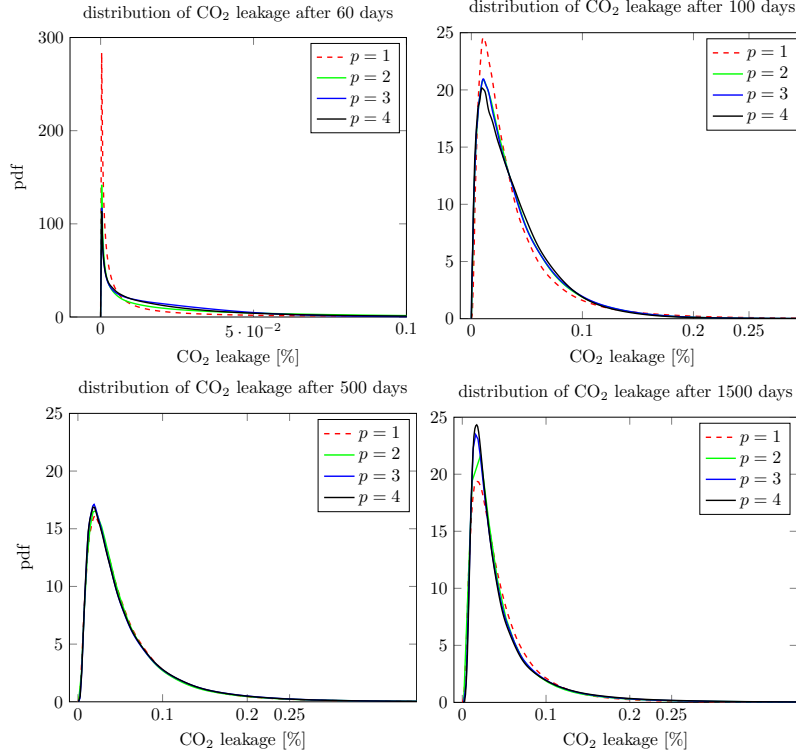 distribution of CO₂ leakage after 60 days
300
200
100
0
pdf
0
5·10⁻²
0.1
CO₂ leakage [%]
p = 1
p = 2
p = 3
p = 4
distribution of CO₂ leakage after 100 days
25
20
15
10
5
0
0
0.1
0.2
0.25
CO₂ leakage [%]
p = 1
p = 2
p = 3
p = 4
distribution of CO₂ leakage after 500 days
25
20
15
10
5
0
pdf
0
0.1
0.2
0.25
CO₂ leakage [%]
p = 1
p = 2
p = 3
p = 4
distribution of CO₂ leakage after 1500 days
25
20
15
10
5
0
0
0.1
0.2
0.25
CO₂ leakage [%]
p = 1
p = 2
p = 3
p = 4